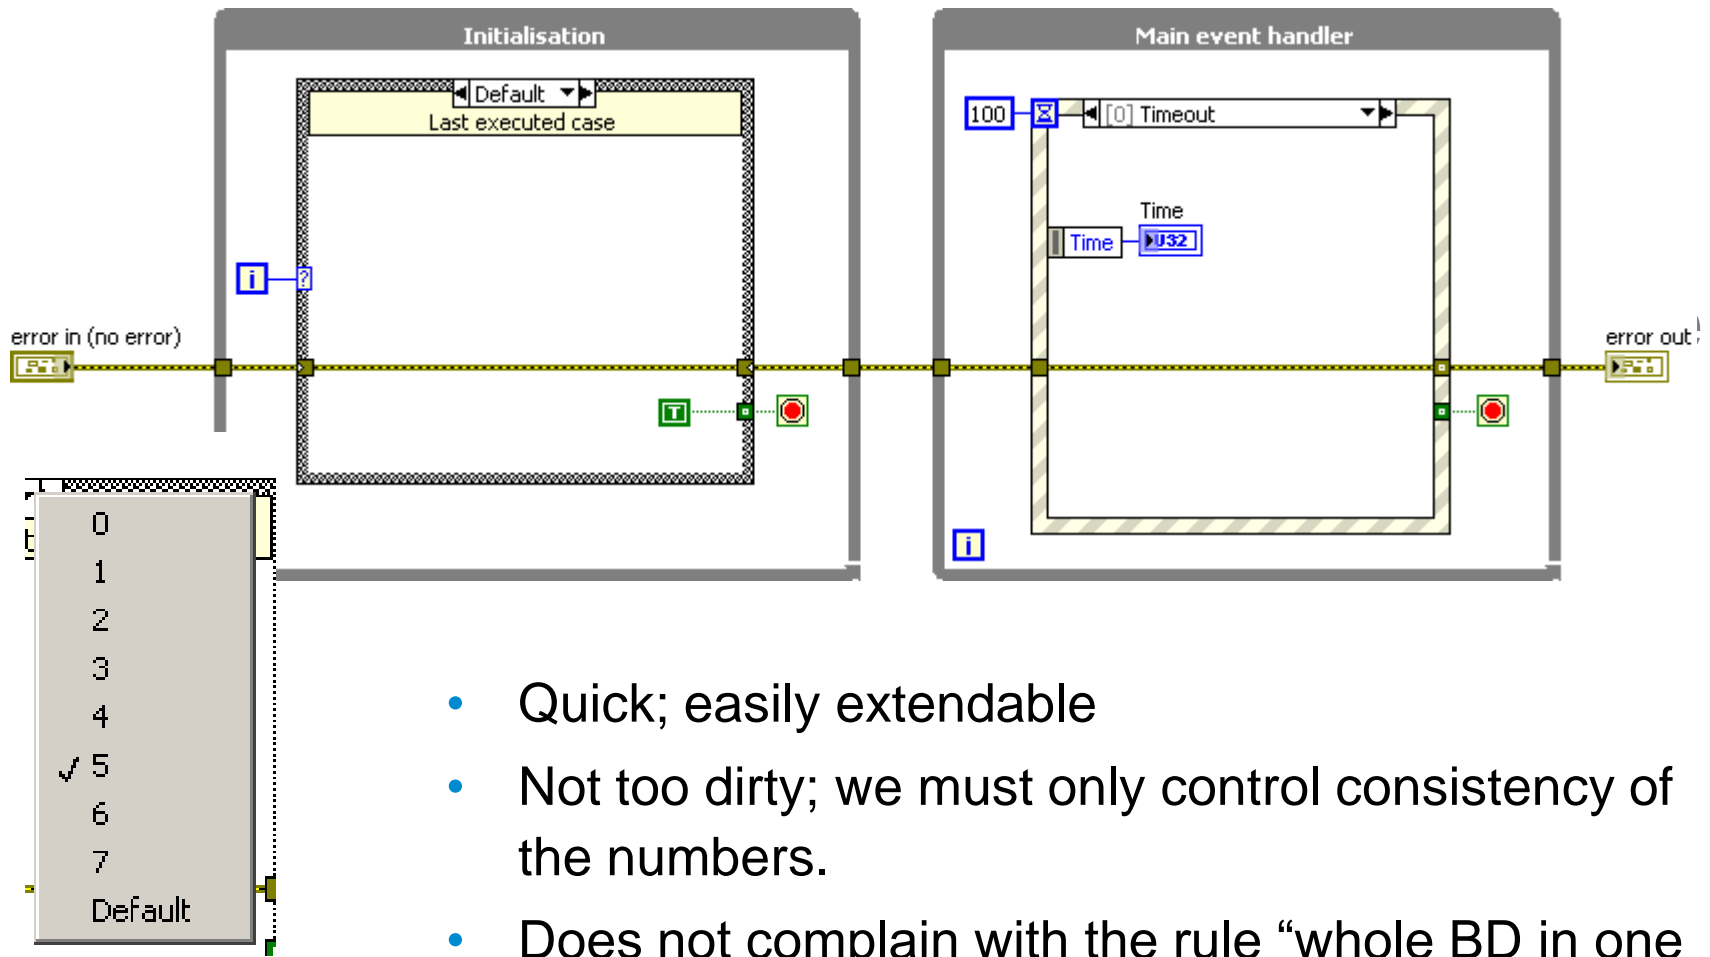 Initialisation
Main event handler
Default
Last executed case
100
[0] Timeout
Time
Time
U32
i
?
error in (no error)
error out
T
i
0
1
2
3
4
5
6
7
Default
• Quick; easily extendable
• Not too dirty; we must only control consistency of
the numbers.
• Does not complain with the rule “whole BD in one